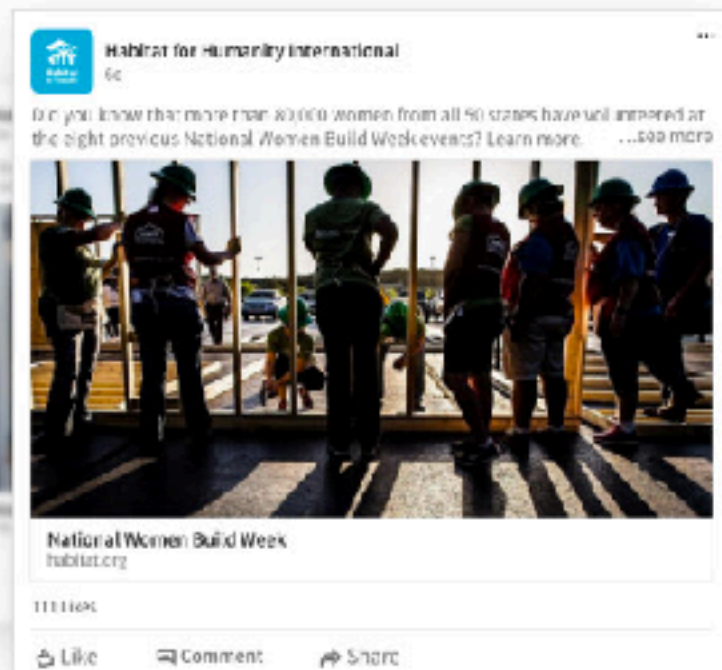 Habitat for Humanity International
Did you know that more than 80,000 women from all 50 states have volunteered at
the eight previous National Women Build Week events? Learn more. ...see more
National Women Build Week
habitat.org
Likes
Like Comment Share